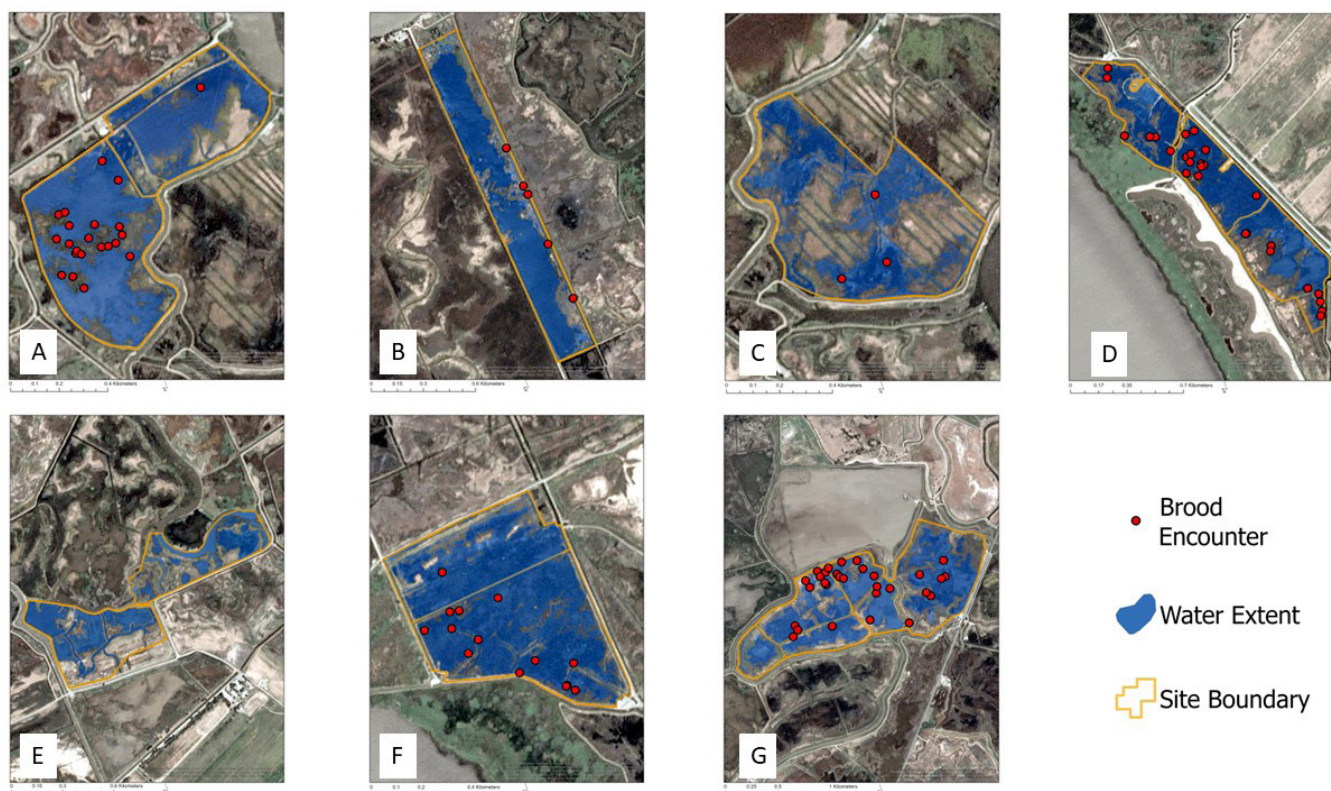 A
0 0.1 0.2 0.4 Kilometers
B
0 0.15 0.3 0.6 Kilometers
C
0 0.1 0.2 0.4 Kilometers
D
0 0.17 0.35 0.7 Kilometers
E
0 0.15 0.3 0.6 Kilometers
F
0 0.1 0.2 0.4 Kilometers
G
0 0.25 0.5 1 Kilometers
Brood
Encounter
Water Extent
Site Boundary